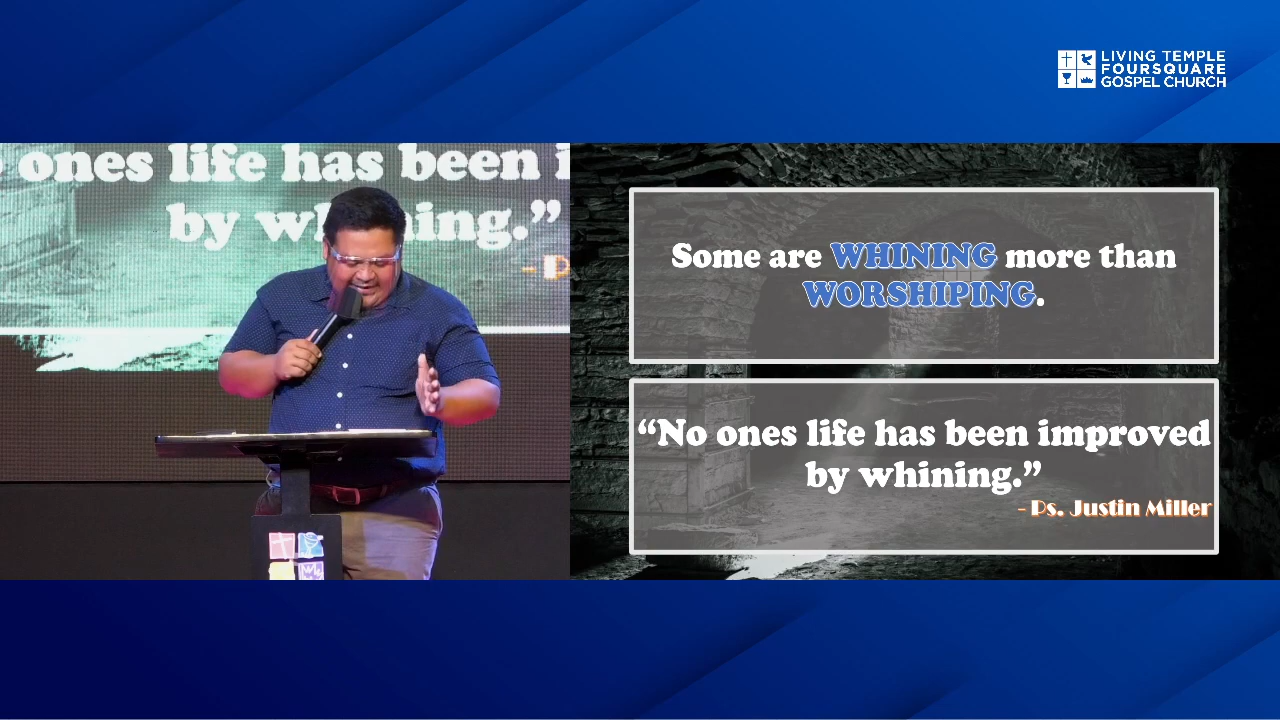 LIVING TEMPLE
FOURSQUARE
GOSPEL CHURCH
ones life has been
by wh ning.”
Some are WHINING more than
WORSHIPING.
“No ones life has been improved
by whining.”
- Ps. Justin Miller